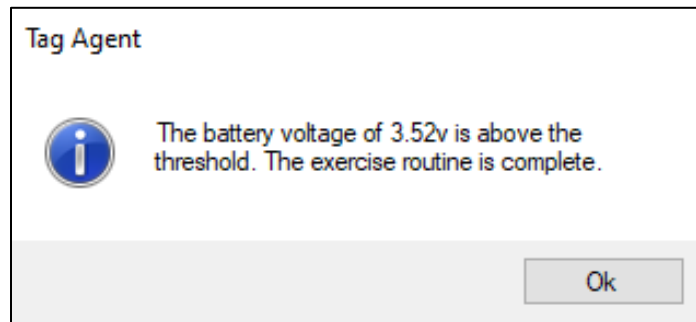 Tag Agent
The battery voltage of 3.52v is above the
threshold. The exercise routine is complete.
Ok